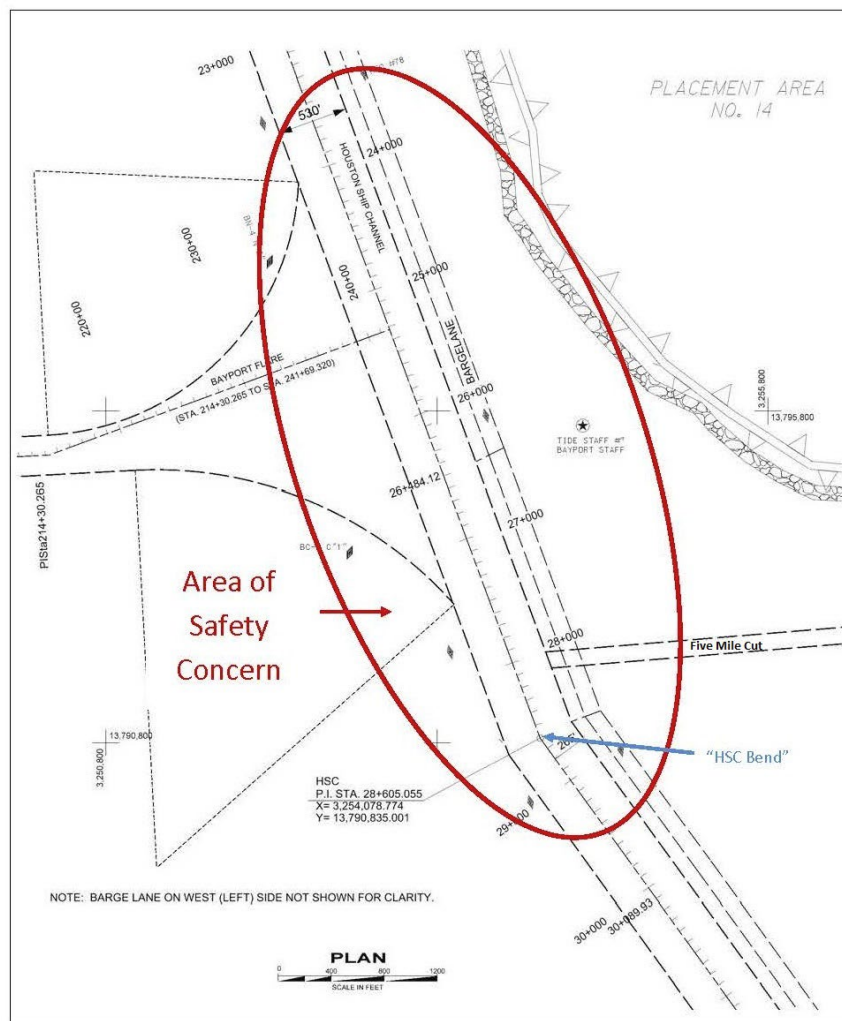 23+000
530'
HOUSTON SHIP CHANNEL
24+000
PLACEMENT AREA
NO. 14
220+00
230+00
240+00
25+000
BARGELANE
BAYPORT FLARE
(STA. 214+30.265 TO STA. 241+69.320)
26+000
3,255.800
13,795,800
TIDE STAFF
BAYPORT STAFF
PISta214+30.265
26+484.12
27+000
Area of
Safety
Concern
28+000
Five Mile Cut
3,250.800
13,790,800
265'
"HSC Bend"
HSC
P.I. STA. 28+605.055
X= 3,254,078.774
Y= 13,790,835.001
29+000
30+000
30+089.93
NOTE: BARGE LANE ON WEST (LEFT) SIDE NOT SHOWN FOR CLARITY.
PLAN
0 400 800 1200
SCALE IN FEET